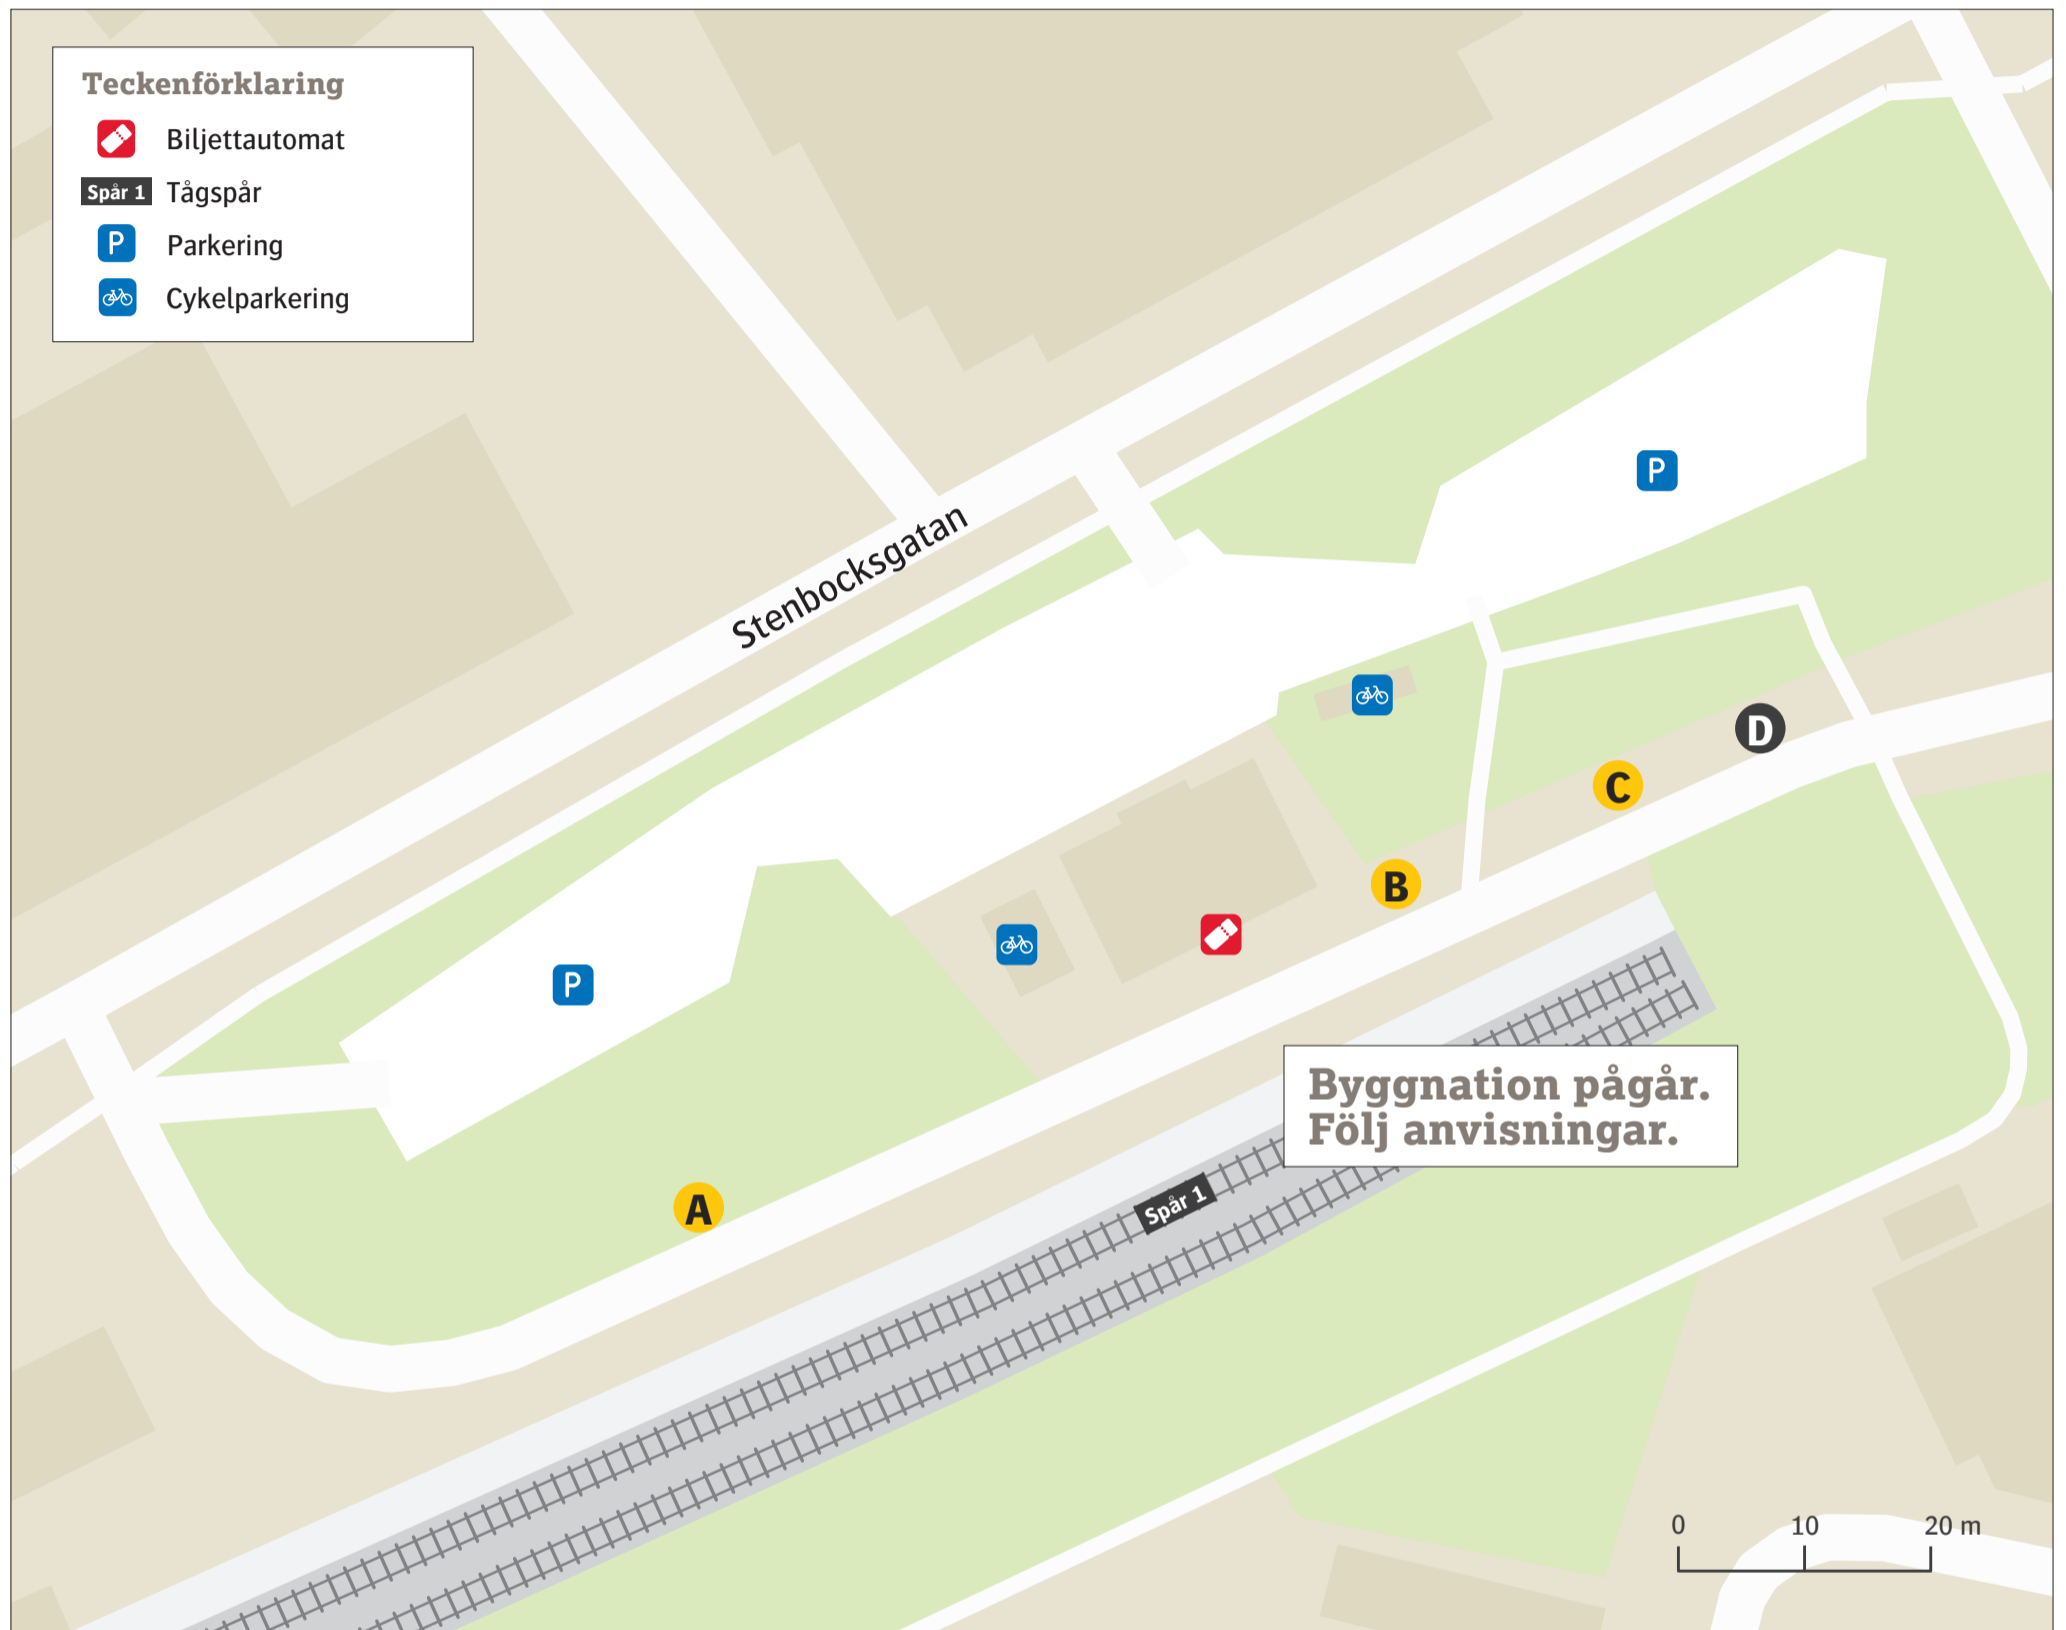 Teckenförklaring
Biljettautomat
Spår 1 Tågspår
P Parkering
Cykelparkering
Stenbocksgatan
P
D
C
B
P
Byggnation pågår.
Följ anvisningar.
Spår 1
A
0 10 20 m